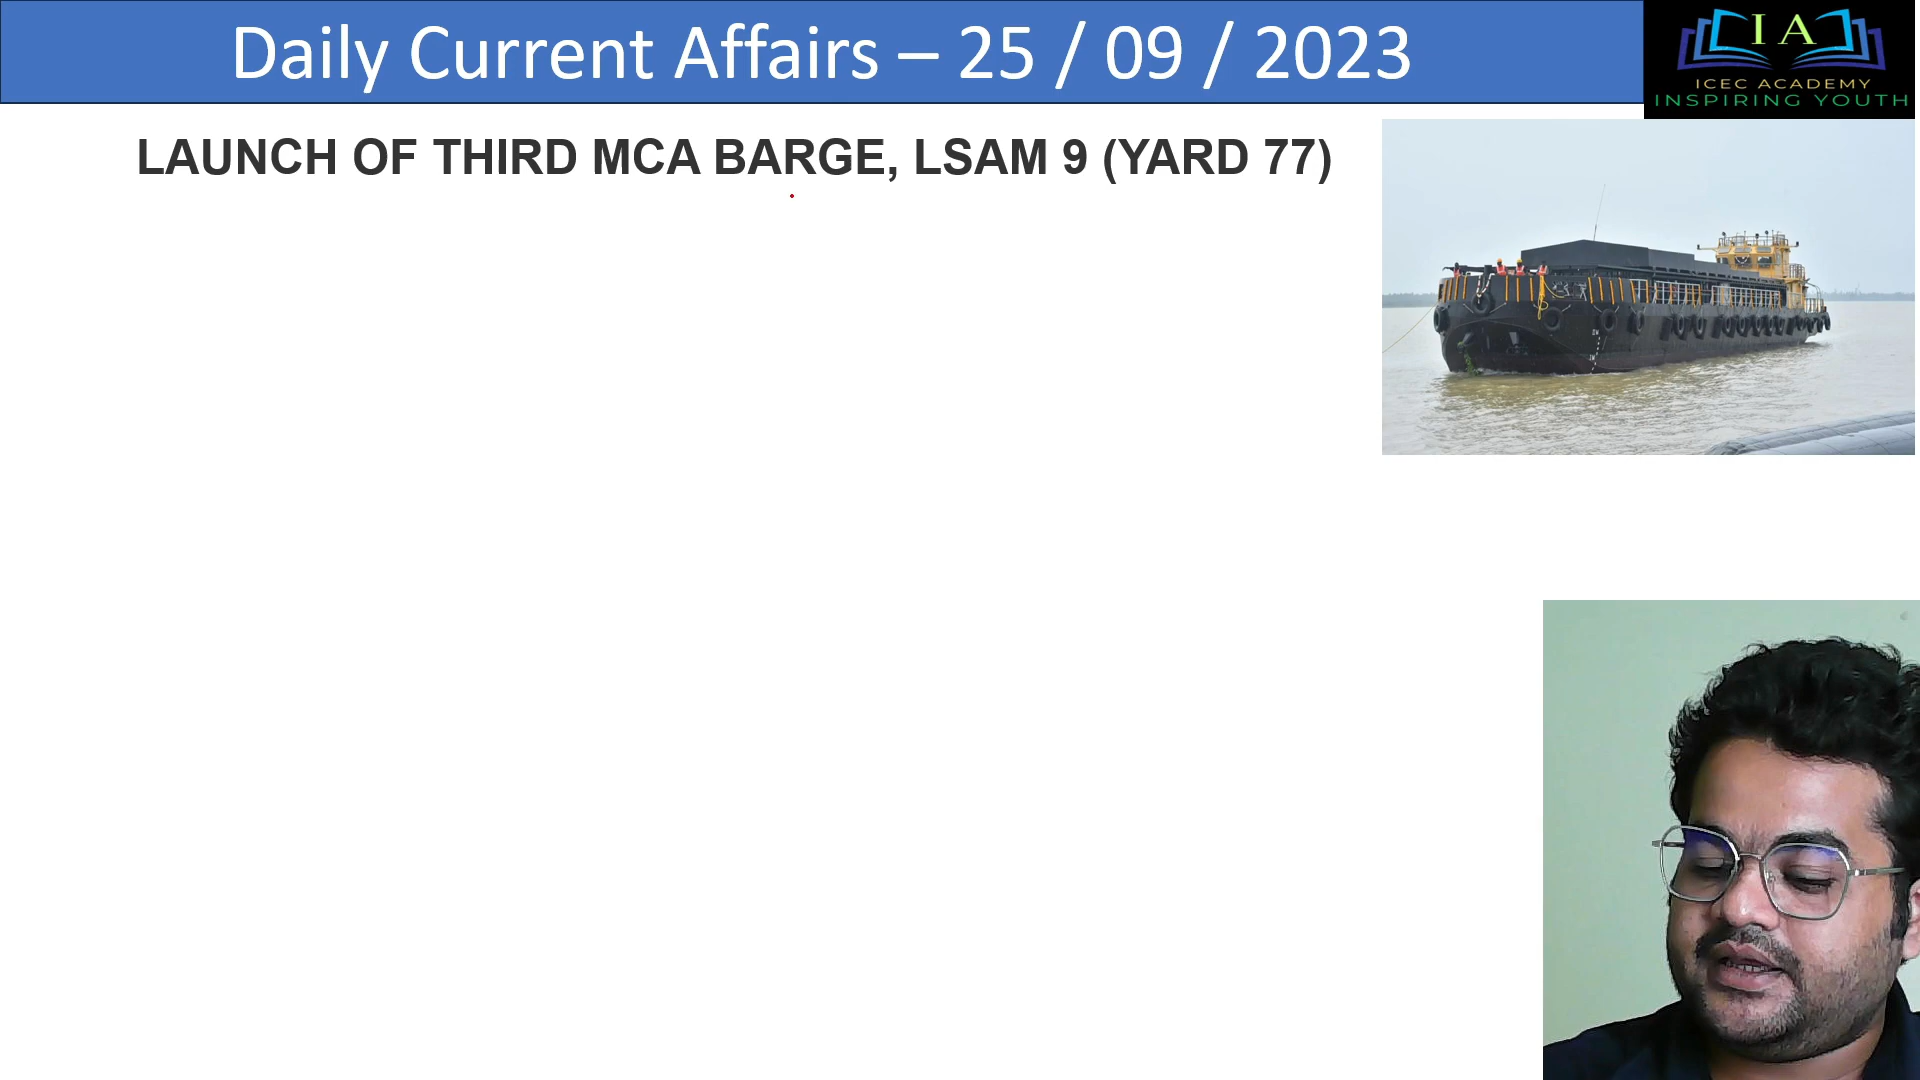 Daily Current Affairs – 25 / 09 / 2023
I A
ICEC ACADEMY
INSPIRING YOUTH
LAUNCH OF THIRD MCA BARGE, LSAM 9 (YARD 77)